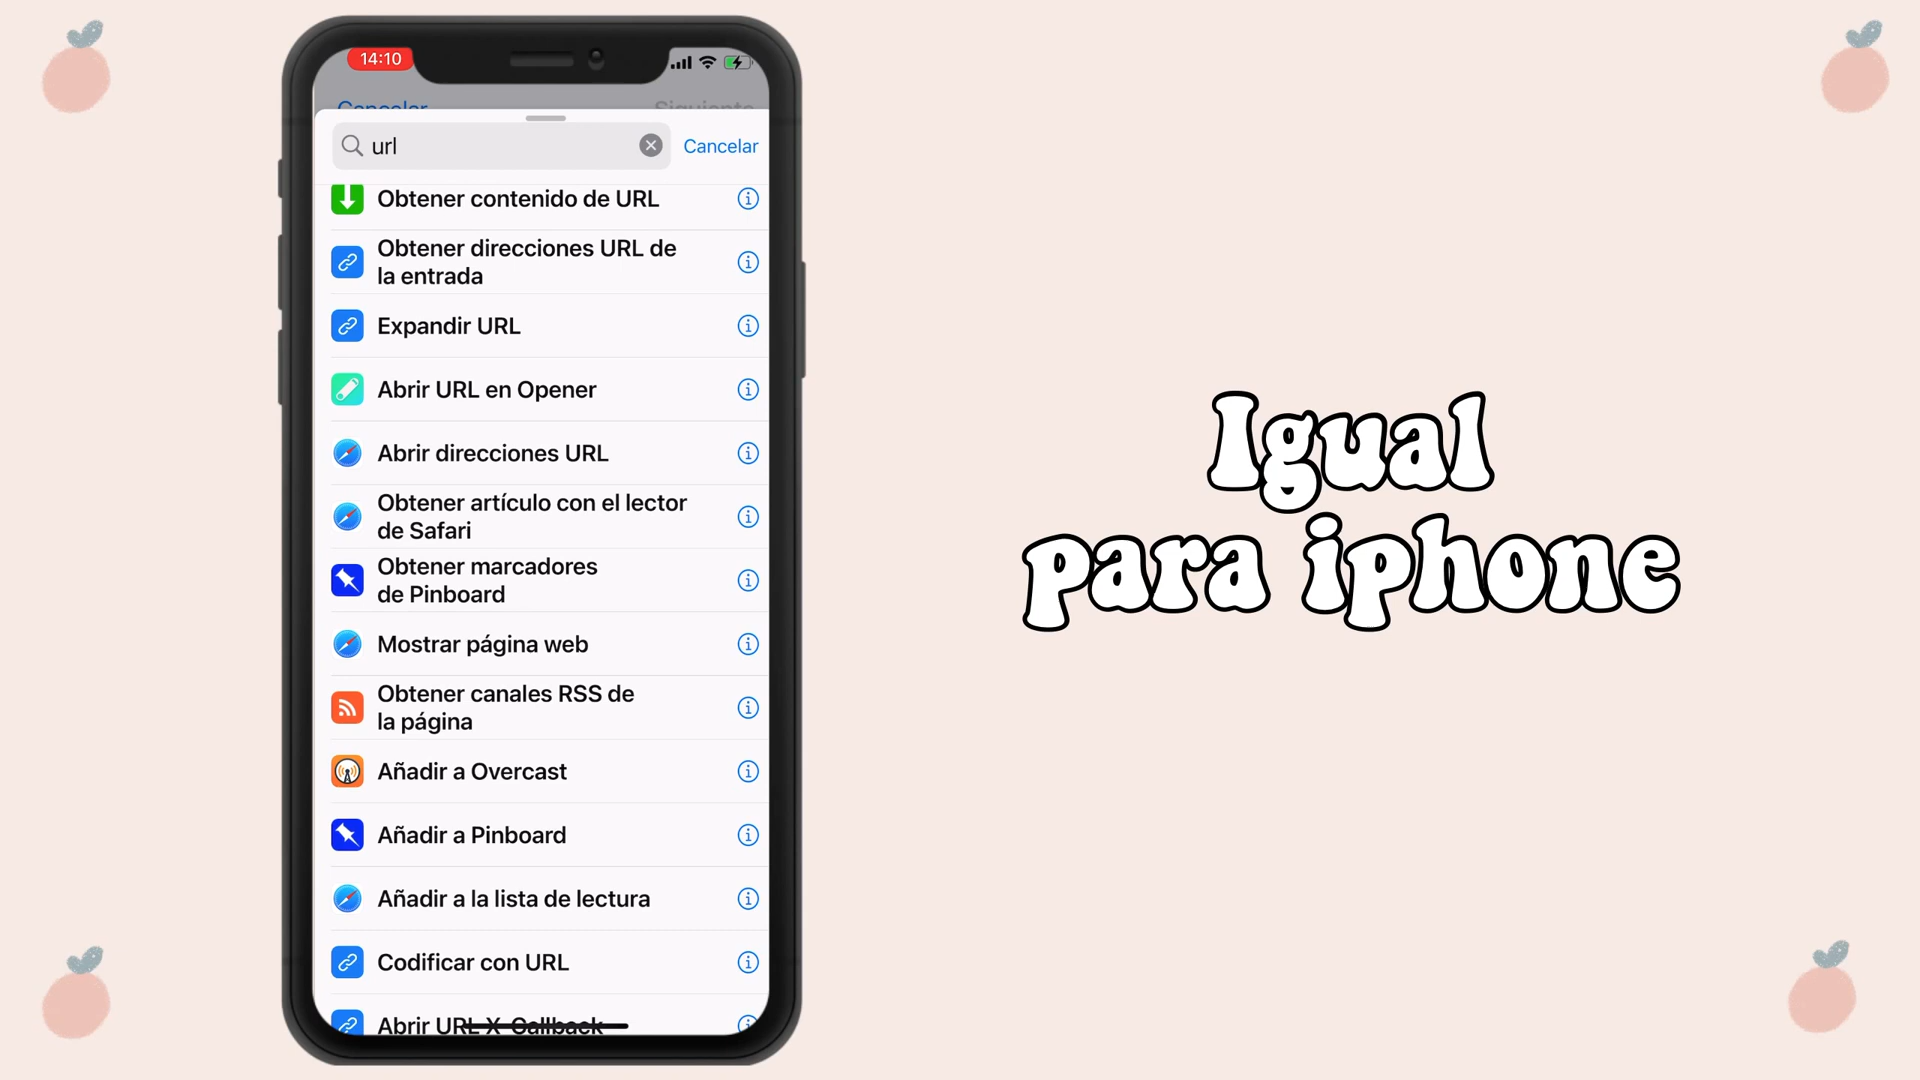 14:10
Cancelar
Siguiente
url
Cancelar
Obtener contenido de URL
Obtener direcciones URL de
la entrada
Expandir URL
Abrir URL en Opener
Abrir direcciones URL
Obtener artículo con el lector
de Safari
Obtener marcadores
de Pinboard
Mostrar página web
Obtener canales RSS de
la página
Añadir a Overcast
Añadir a Pinboard
Añadir a la lista de lectura
Codificar con URL
Abrir URL X-Callback
Igual
para iphone